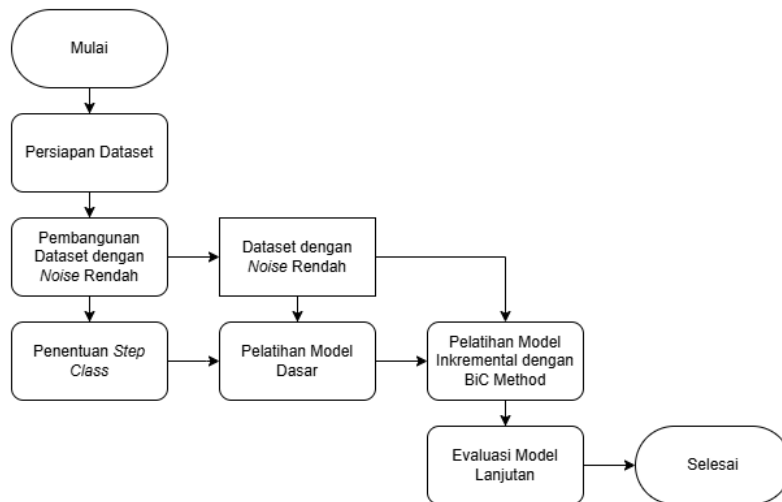 Mulai
Persiapan Dataset
Pembangunan
Dataset dengan
Noise Rendah
Dataset dengan
Noise Rendah
Penentuan Step
Class
Pelatihan Model
Dasar
Pelatihan Model
Inkremental dengan
BiC Method
Evaluasi Model
Lanjutan
Selesai